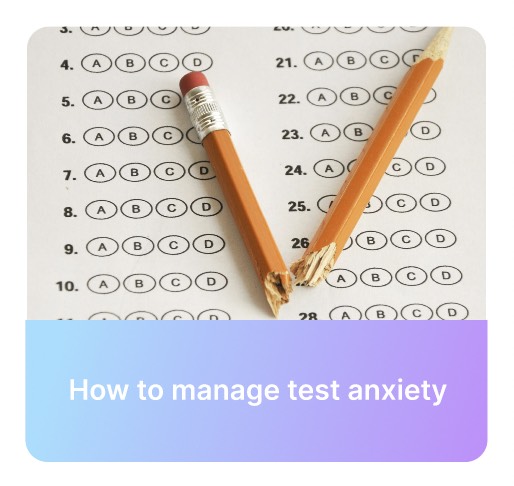 3. A B C D
4. A B C D
5. A B C
6. A B C
7. A B C D
8. A B C D
9. A B C D
10. A B C D
A B C D
20. A B C D
21. A B C D
22. A B C
23. A B D
24. A B C D
25. A B C D
26 B C D
A B C D
28. A B C D
How to manage test anxiety